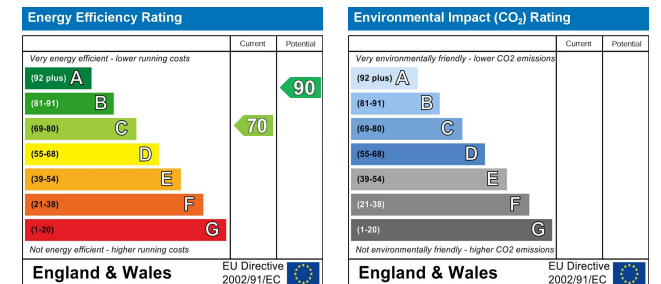 Energy Efficiency Rating
Current Potential
Very energy efficient - lower running costs
(92 plus) A
(81-91) B
(69-80) C
(55-68) D
(39-54) E
(21-38) F
(1-20) G
90
70
Not energy efficient - higher running costs
England & Wales
EU Directive
2002/91/EC
Environmental Impact (CO₂) Rating
Current Potential
Very environmentally friendly - lower CO2 emissions
(92 plus) A
(81-91) B
(69-80) C
(55-68) D
(39-54) E
(21-38) F
(1-20) G
Not environmentally friendly - higher CO2 emissions
England & Wales
EU Directive
2002/91/EC